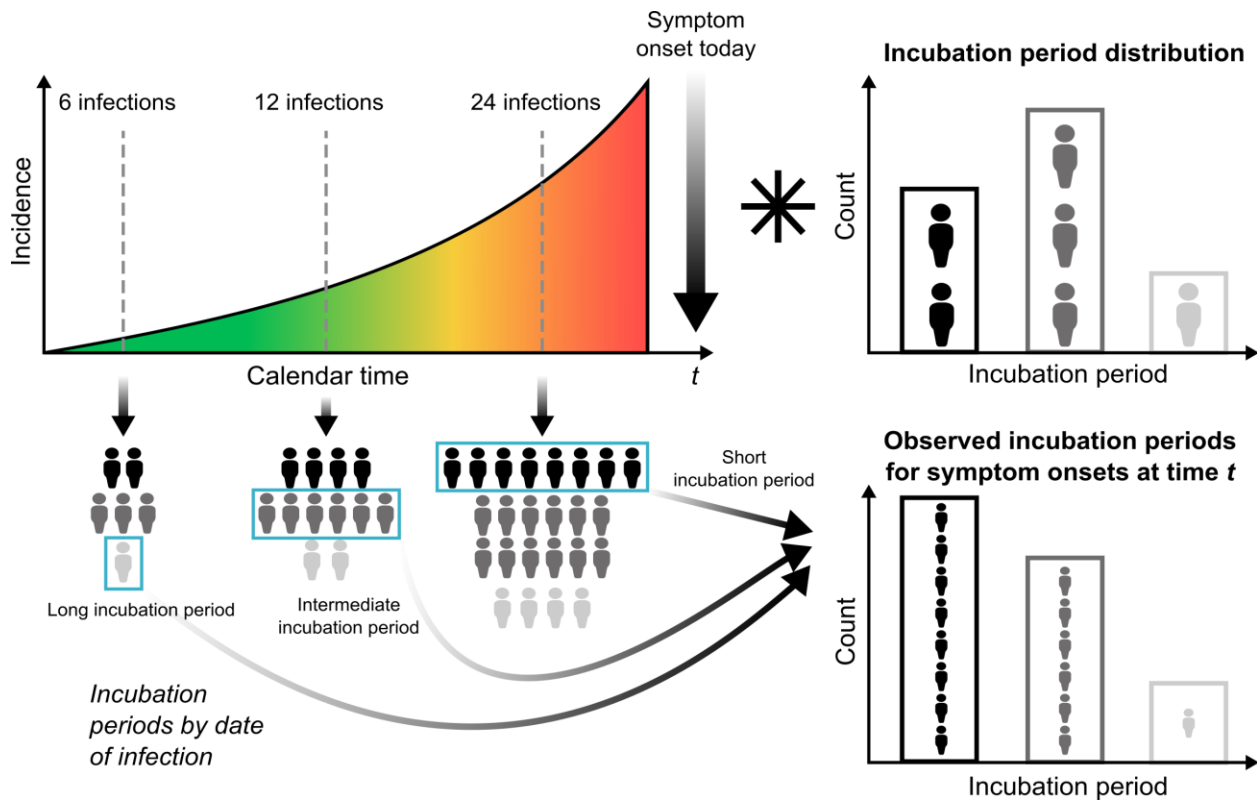 Symptom
onset today
Incubation period distribution
6 infections
12 infections
24 infections
Incidence
Count
Calendar time
t
Incubation period
Observed incubation periods
for symptom onsets at time t
Short
incubation period
Long incubation period
Intermediate
incubation period
Count
Incubation
periods by date
of infection
Incubation period